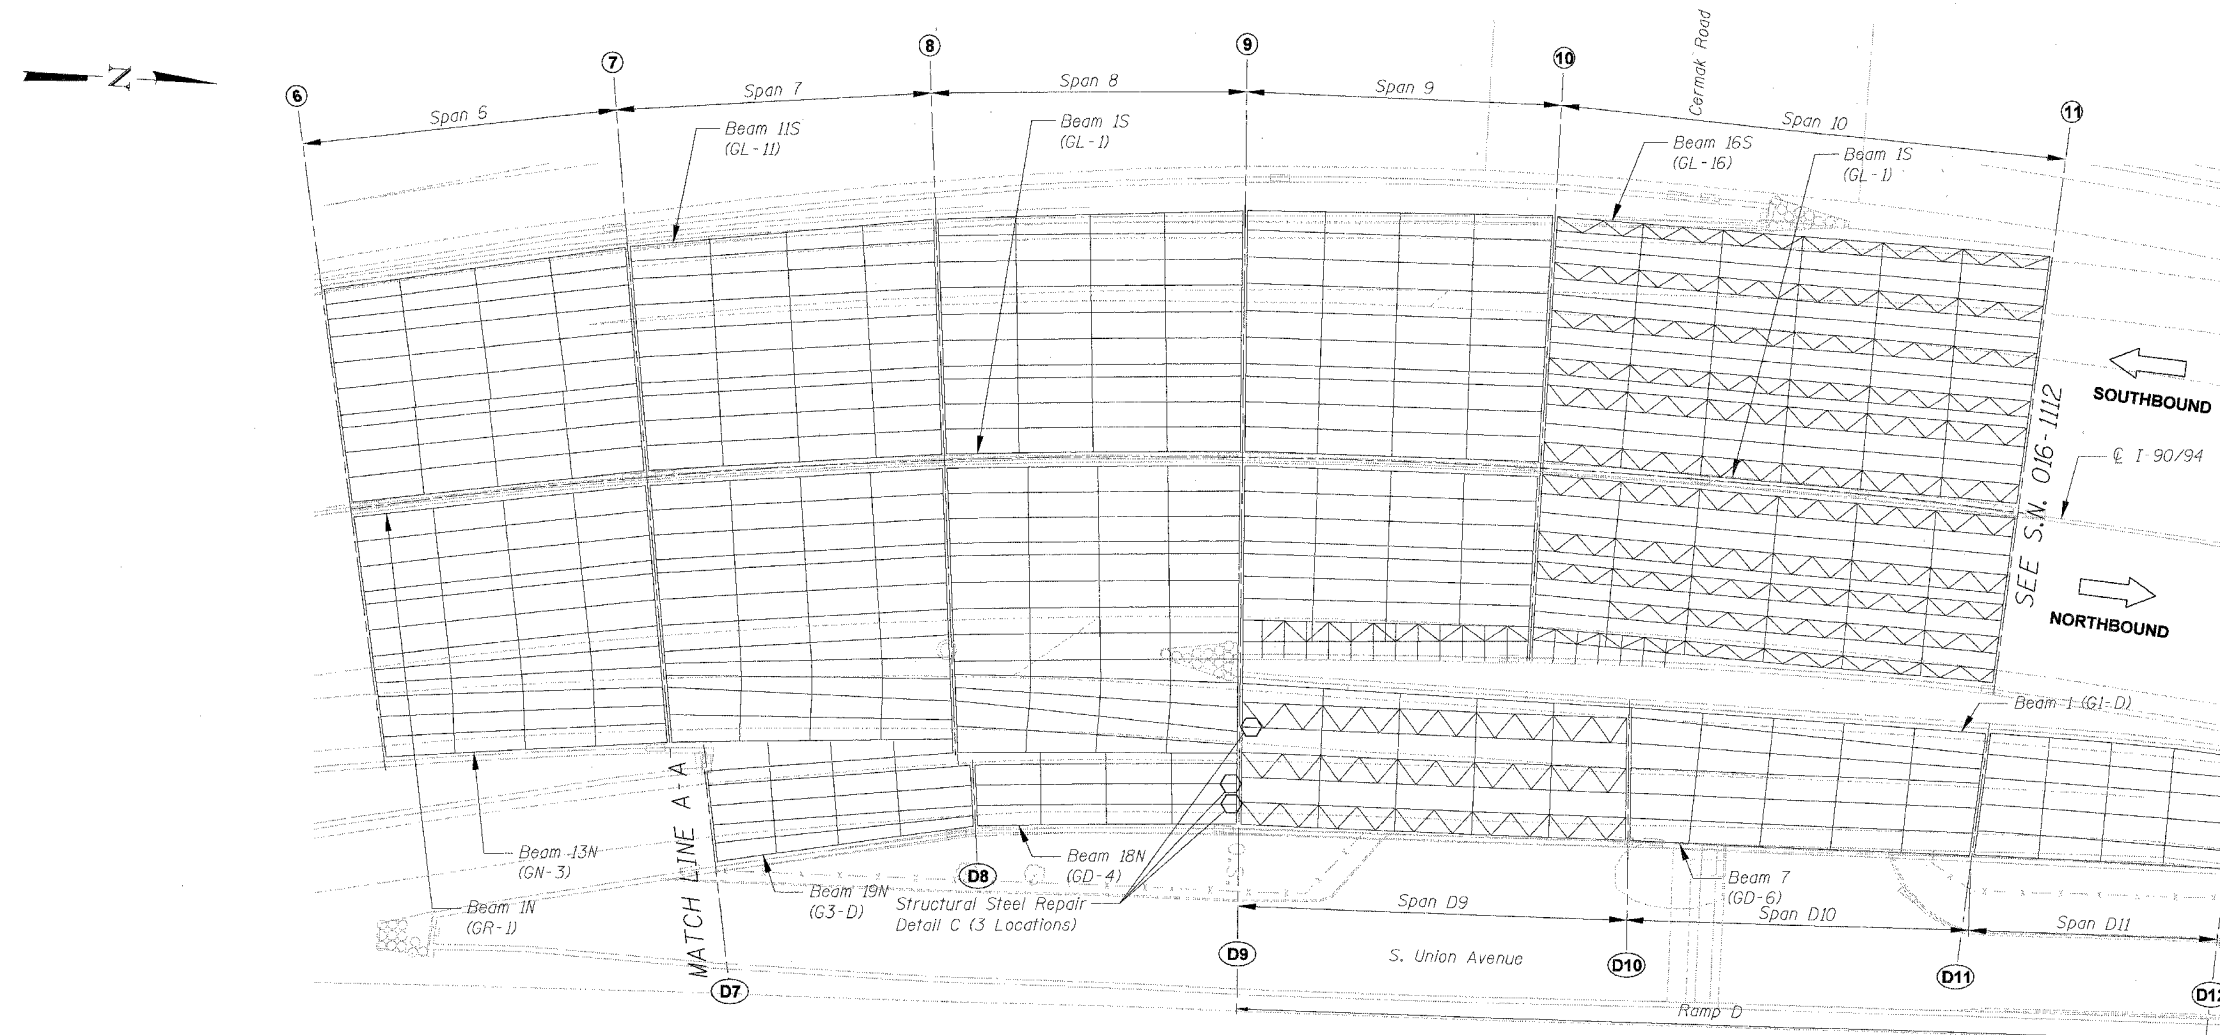 Z
6
7
8
9
10
11
Span 6
Span 7
Span 8
Span 9
Span 10
Cermak Road
Beam 11S
(GL-11)
Beam 1S
(GL-1)
Beam 16S
(GL-16)
Beam 1S
(GL-1)
SOUTHBOUND
℄ I-90/94
SEE S.N. 016-1112
NORTHBOUND
Beam 1 (G1-D)
Beam 13N
(GN-3)
Beam 1N
(GR-1)
MATCH LINE A-A
Beam 19N
(G3-D)
Beam 18N
(GD-4)
Structural Steel Repair
Detail C (3 Locations)
Beam 7
(GD-6)
Span D9
Span D10
Span D11
S. Union Avenue
D7
D8
D9
D10
D11
D12
Ramp D